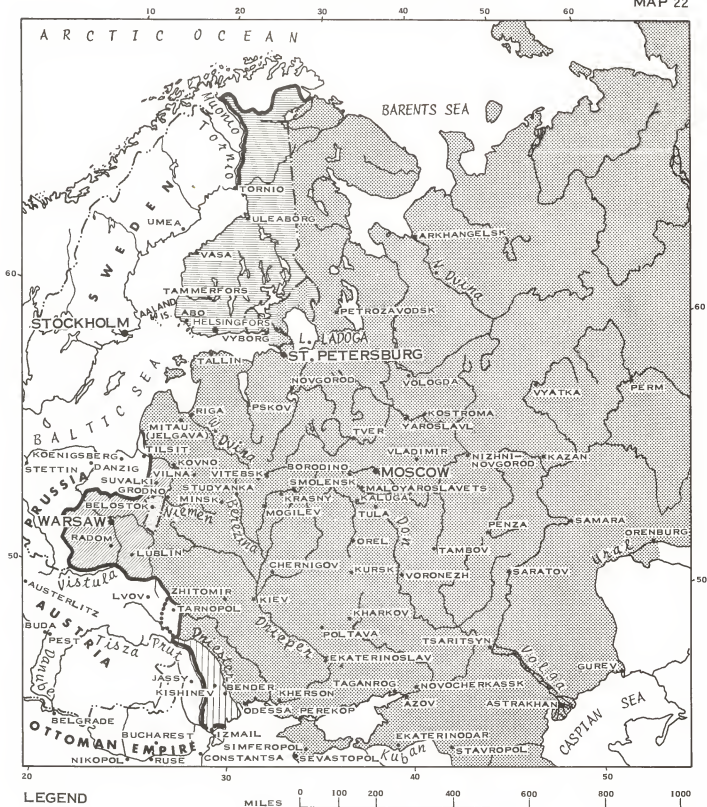 MAP 22
10 20 30 40 50 60
ARCTIC OCEAN
BARENTS SEA
Muonio
Tornio
TORNIO
ULEABORG
UMEA
SWEDEN
ARKHANGELSK
N. Dvina
VASA
60
60
TAMMERFORS
AALAND IS.
ABO
HELSINGFORS
PETROZAVODSK
STOCKHOLM
L. LADOGA
VYBORG
ST. PETERSBURG
TALLIN
NOVGOROD
VOLOGDA
VYATKA
PERM
BALTIC SEA
PSKOV
KOSTROMA
YAROSLAVL
TVER
RIGA
W. Dvina
MITAU
(JELGAVA)
TILSIT
VLADIMIR
NIZHNI-
NOVGOROD
KAZAN
KOENIGSBERG
KOVNO
STETTIN
DANZIG
VILNA
VITEBSK
BORODINO
MOSCOW
SUVALKI
STUDYANKA
SMOLENSK
MALOYAROSLAVETS
PRUSSIA
GRODNO
MINSK
KRASNY
KALUGA
BELOSTOK
Niemen
Berezina
MOGILEV
TULA
Don
WARSAW
PENZA
SAMARA
ORENBURG
RADOM
OREL
TAMBOV
Ural
LUBLIN
50
50
CHERNIGOV
KURSK
VORONEZH
SARATOV
Vistula
ZHITOMIR
AUSTERLITZ
LVOV
TARNOPOL
KIEV
AUSTRIA
KHARKOV
BUDA
PEST
Tisza
Prut
Dniester
Dnieper
POLTAVA
TSARITSYN
Danube
EKATERINOSLAV
Volga
GUREV
JASSY
TAGANROG
NOVOCHERKASSK
KISHINEV
BENDER
KHERSON
AZOV
ASTRAKHAN
ODESSA
PEREKOP
CASPIAN SEA
BELGRADE
IZMAIL
OTTOMAN EMPIRE
BUCHAREST
SIMFEROPOL
EKATERINODAR
Kuban
STAVROPOL
NIKOPOL
RUSE
CONSTANTSA
SEVASTOPOL
20 30 40 50
LEGEND
MILES 0 100 200 400 600 800 1000